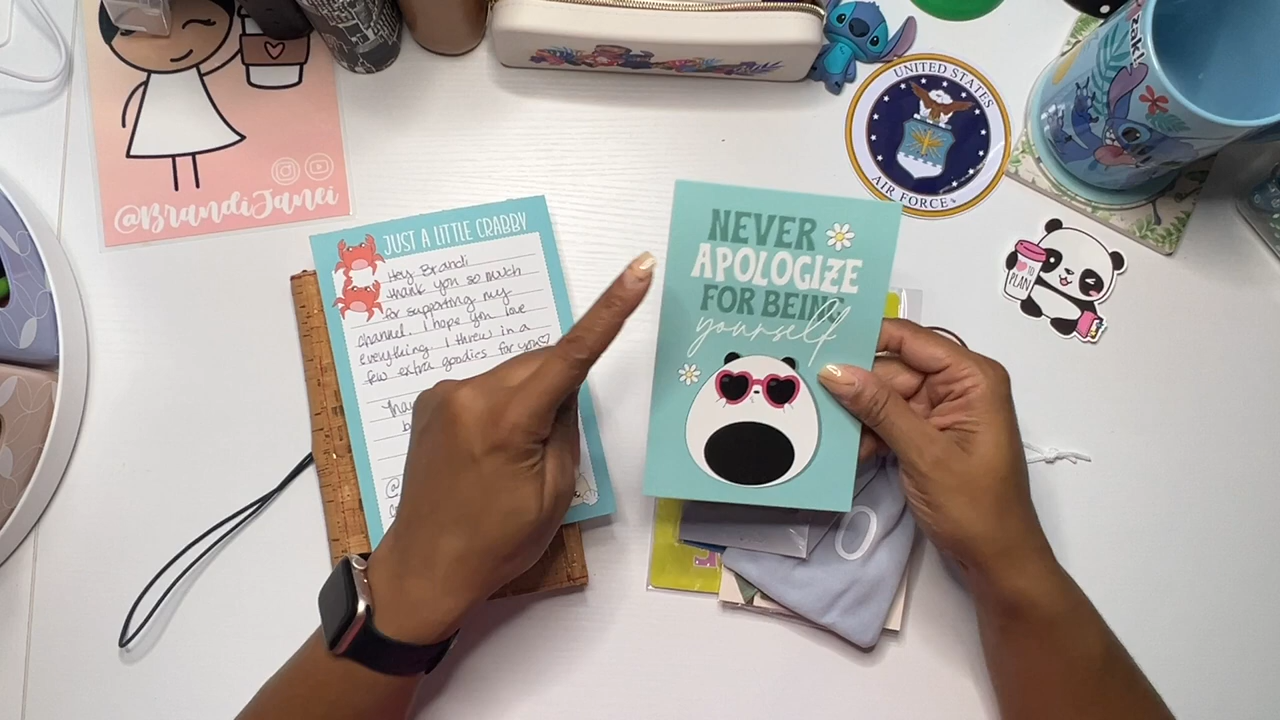 @BrandiJanei
JUST A LITTLE CRABBY
Hey Brandi
thank you so much
for supporting my
channel. I hope you love
everything. I threw in a
few extra goodies for you♡
NEVER
APOLOGIZE
FOR BEING
yourself
UNITED STATES
AIR FORCE
zak!
I ♥ TO
PLAN